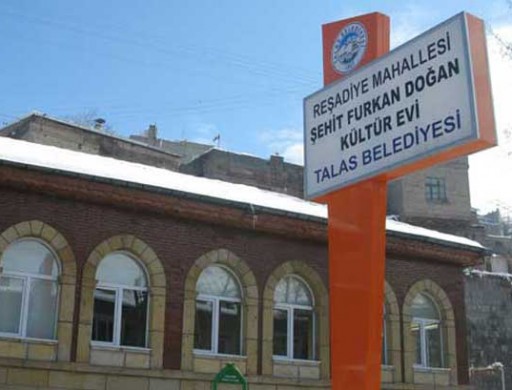 REŞADİYE MAHALLESİ
ŞEHİT FURKAN DOĞAN
KÜLTÜR EVİ
TALAS BELEDİYESİ